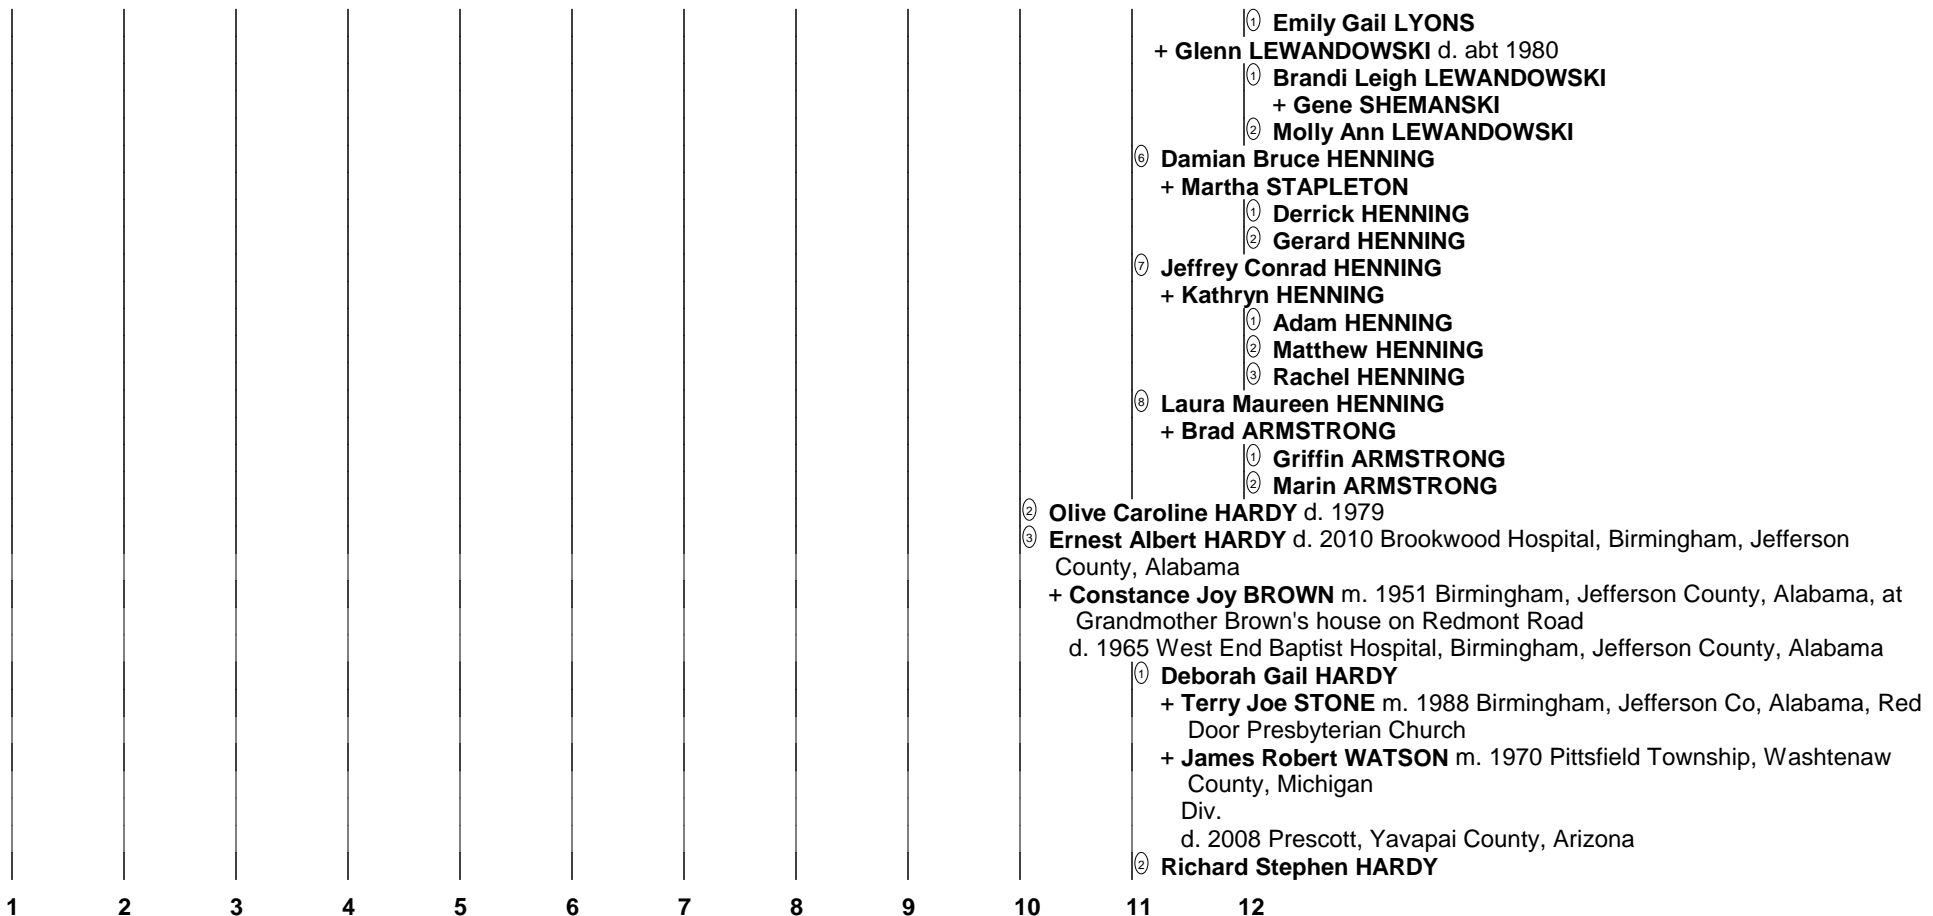 ① Emily Gail LYONS
+ Glenn LEWANDOWSKI d. abt 1980
① Brandi Leigh LEWANDOWSKI
+ Gene SHEMANSKI
② Molly Ann LEWANDOWSKI
⑥ Damian Bruce HENNING
+ Martha STAPLETON
① Derrick HENNING
② Gerard HENNING
⑦ Jeffrey Conrad HENNING
+ Kathryn HENNING
① Adam HENNING
② Matthew HENNING
③ Rachel HENNING
⑧ Laura Maureen HENNING
+ Brad ARMSTRONG
① Griffin ARMSTRONG
② Marin ARMSTRONG
② Olive Caroline HARDY d. 1979
③ Ernest Albert HARDY d. 2010 Brookwood Hospital, Birmingham, Jefferson
County, Alabama
+ Constance Joy BROWN m. 1951 Birmingham, Jefferson County, Alabama, at
Grandmother Brown's house on Redmont Road
d. 1965 West End Baptist Hospital, Birmingham, Jefferson County, Alabama
① Deborah Gail HARDY
+ Terry Joe STONE m. 1988 Birmingham, Jefferson Co, Alabama, Red
Door Presbyterian Church
+ James Robert WATSON m. 1970 Pittsfield Township, Washtenaw
County, Michigan
Div.
d. 2008 Prescott, Yavapai County, Arizona
② Richard Stephen HARDY
1 2 3 4 5 6 7 8 9 10 11 12